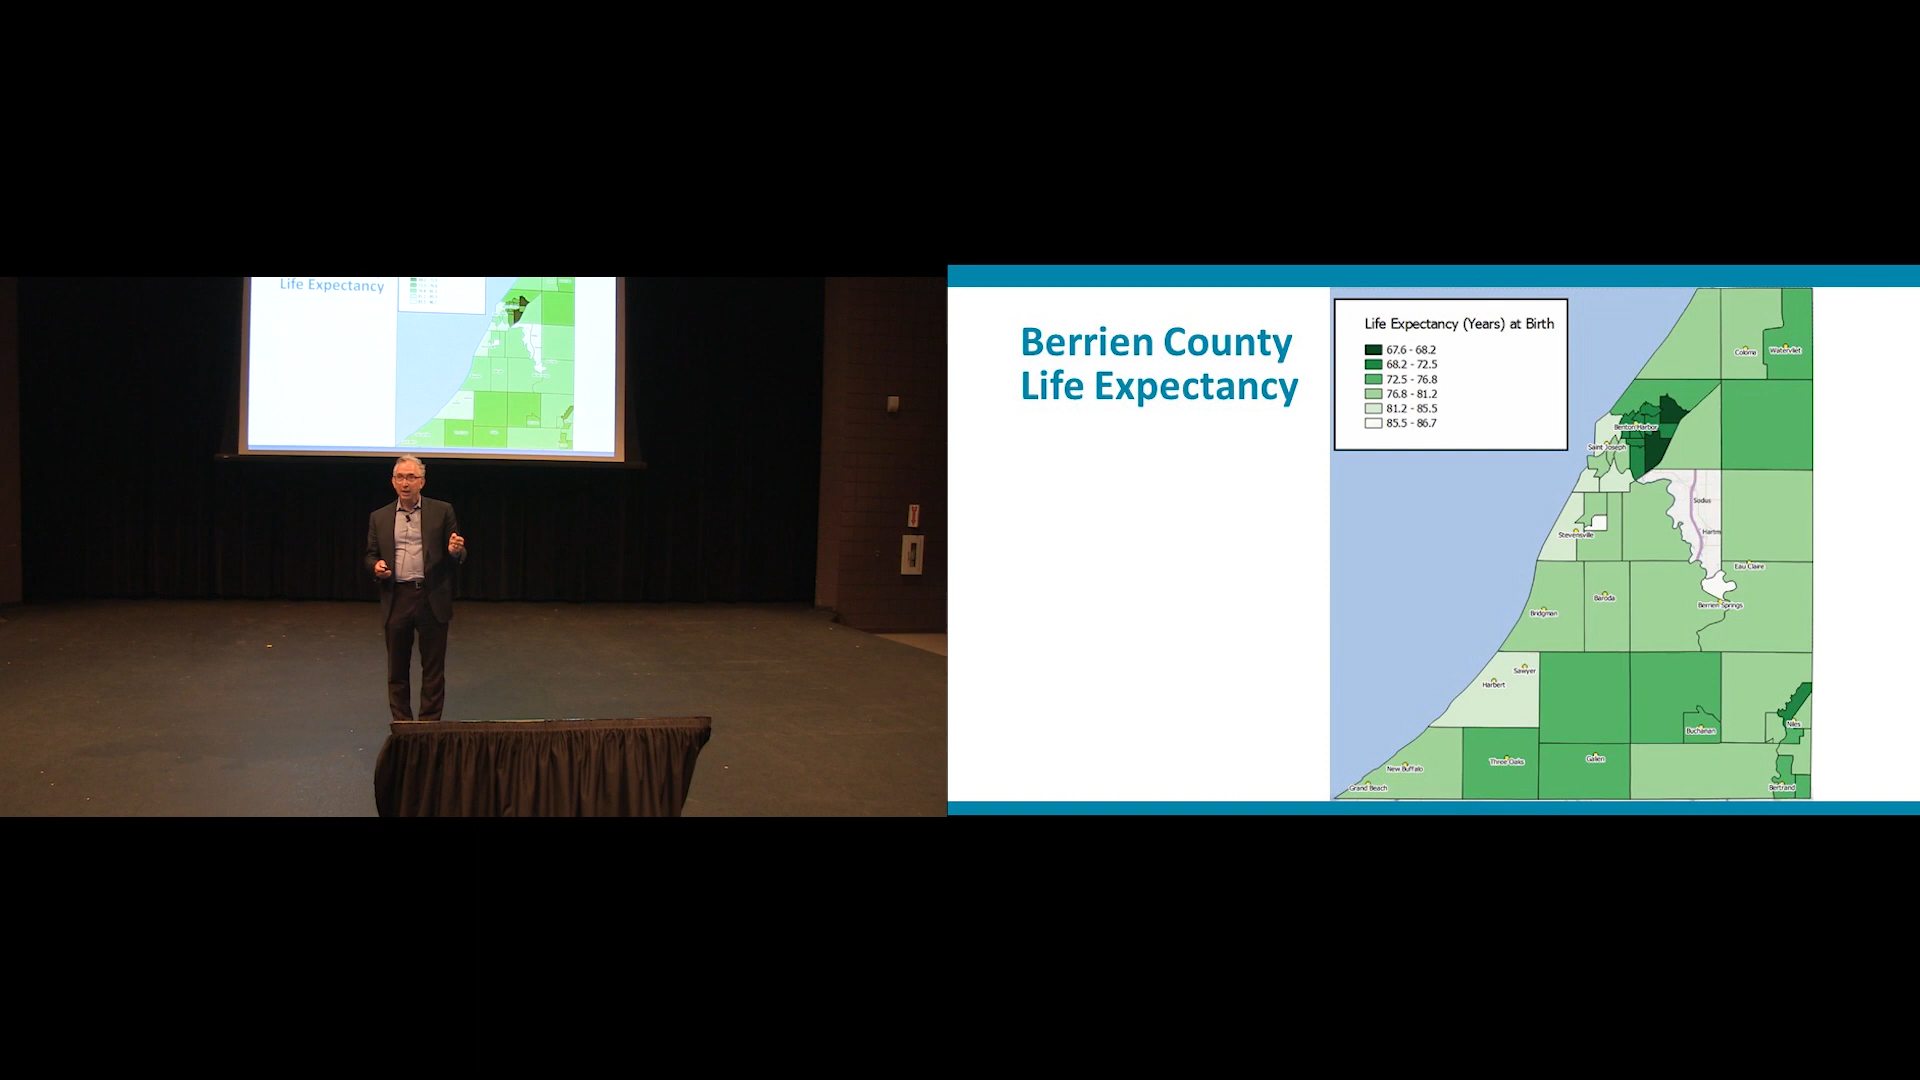 Life Expectancy
Berrien County
Life Expectancy
Life Expectancy (Years) at Birth
67.6 - 68.2
68.2 - 72.5
72.5 - 76.8
76.8 - 81.2
81.2 - 85.5
85.5 - 86.7
Coloma
Watervliet
Benton Harbor
Saint Joseph
Sodus
Stevensville
Hartm
Eau Claire
Baroda
Berrien Springs
Bridgman
Sawyer
Harbert
Niles
Buchanan
Galien
Three Oaks
New Buffalo
Grand Beach
Bertrand